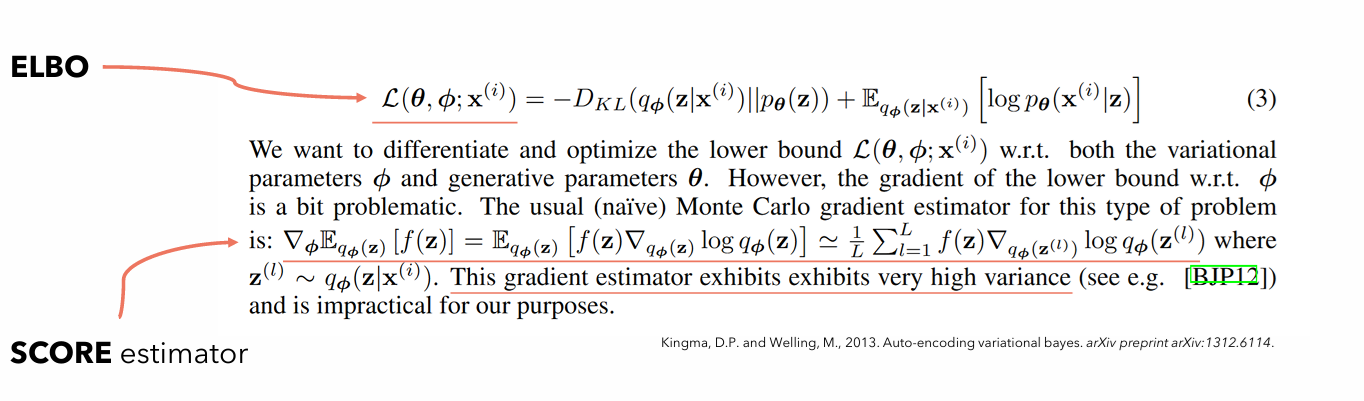 ELBO
$\mathcal{L}(\boldsymbol{\theta}, \boldsymbol{\phi}; \mathbf{x}^{(i)}) = -D_{KL}(q_{\boldsymbol{\phi}}(\mathbf{z}|\mathbf{x}^{(i)})||p_{\boldsymbol{\theta}}(\mathbf{z})) + \mathbb{E}_{q_{\boldsymbol{\phi}}(\mathbf{z}|\mathbf{x}^{(i)})} \left[ \log p_{\boldsymbol{\theta}}(\mathbf{x}^{(i)}|\mathbf{z}) \right]$ (3)
We want to differentiate and optimize the lower bound $\mathcal{L}(\boldsymbol{\theta}, \boldsymbol{\phi}; \mathbf{x}^{(i)})$ w.r.t. both the variational
parameters $\boldsymbol{\phi}$ and generative parameters $\boldsymbol{\theta}$. However, the gradient of the lower bound w.r.t. $\boldsymbol{\phi}$
is a bit problematic. The usual (naïve) Monte Carlo gradient estimator for this type of problem
is: $\nabla_{\boldsymbol{\phi}} \mathbb{E}_{q_{\boldsymbol{\phi}}(\mathbf{z})} [f(\mathbf{z})] = \mathbb{E}_{q_{\boldsymbol{\phi}}(\mathbf{z})} \left[ f(\mathbf{z}) \nabla_{q_{\boldsymbol{\phi}}(\mathbf{z})} \log q_{\boldsymbol{\phi}}(\mathbf{z}) \right] \simeq \frac{1}{L} \sum_{l=1}^{L} f(\mathbf{z}) \nabla_{q_{\boldsymbol{\phi}}(\mathbf{z}^{(l)})} \log q_{\boldsymbol{\phi}}(\mathbf{z}^{(l)})$ where
$\mathbf{z}^{(l)} \sim q_{\boldsymbol{\phi}}(\mathbf{z}|\mathbf{x}^{(i)})$. This gradient estimator exhibits exhibits very high variance (see e.g. [BJP12])
and is impractical for our purposes.
Kingma, D.P. and Welling, M., 2013. Auto-encoding variational bayes. arXiv preprint arXiv:1312.6114.
SCORE estimator